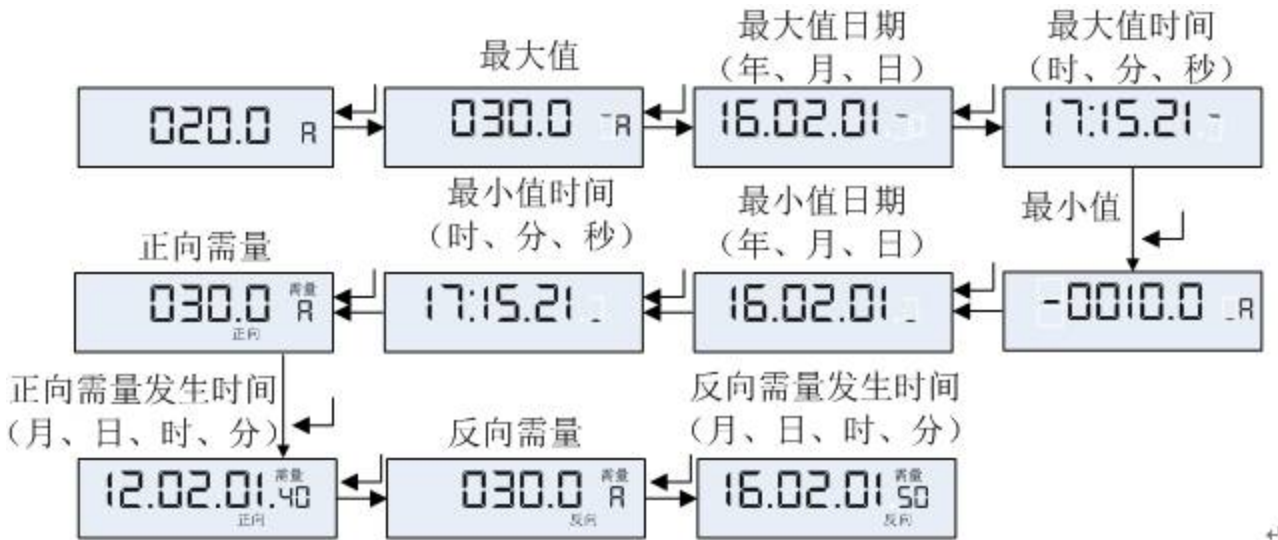 最大值
最大值日期
（年、月、日）
最大值时间
（时、分、秒）
020.0 A
030.0 -A
16.02.01 -
17:15.21 -
最小值时间
（时、分、秒）
最小值日期
（年、月、日）
最小值
正向需量
030.0 需量 A
正向
17:15.21 _
16.02.01 _
-0010.0 _A
正向需量发生时间
（月、日、时、分）
反向需量
反向需量发生时间
（月、日、时、分）
12.02.01.40 需量
正向
030.0 需量 A
反向
16.02.01 50 需量
反向